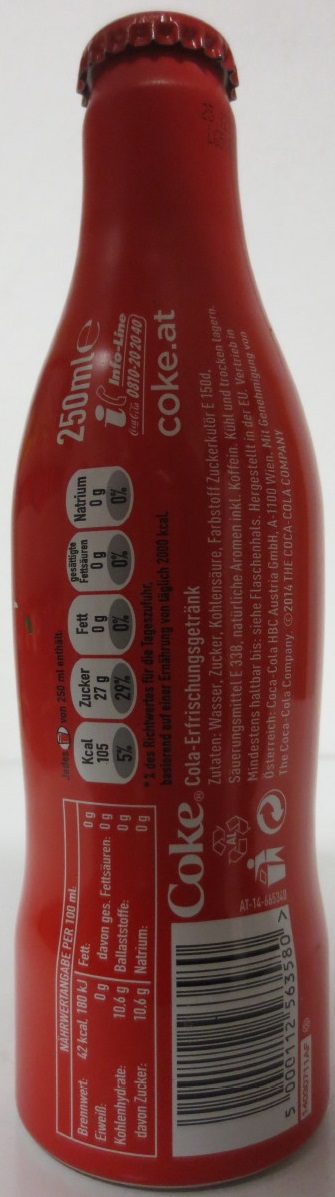 NÄHRWERTANGABE PER 100 ml:
Brennwert: 42 kcal, 180 kJ
Eiweiß: 0 g
Kohlenhydrate: 10,6 g
davon Zucker: 10,6 g
Fett: 0 g
davon ges. Fettsäuren: 0 g
Ballaststoffe: 0 g
Natrium: 0 g
Jedes von 250 ml enthält:
Kcal 105 5%
Zucker 27 g 29%
Fett 0 g 0%
gesättigte Fettsäuren 0 g 0%
Natrium 0 g 0%
*% des Richtwertes für die Tageszufuhr,
basierend auf einer Ernährung von täglich 2000 kcal.
250ml e
Info-Line
0810-20 20 40
coke.at
Coke® Cola-Erfrischungsgetränk
Zutaten: Wasser, Zucker, Kohlensäure, Farbstoff Zuckerkulör E 150d,
Säuerungsmittel E 338, natürliche Aromen inkl. Koffein. Kühl und trocken lagern.
Mindestens haltbar bis: siehe Flaschenhals. Hergestellt in der EU. Vertrieb in
Österreich: Coca-Cola HBC Austria GmbH, A-1100 Wien. Mit Genehmigung von
The Coca-Cola Company. ©2014 THE COCA-COLA COMPANY
AL
AT-14-665340
5 000112 563580 >